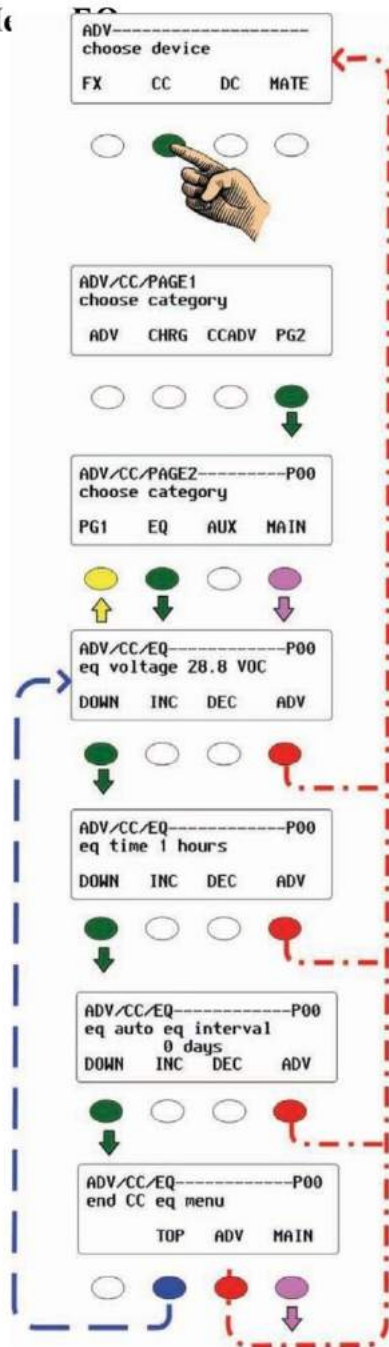 EQ
ADV---------------------
choose device
FX CC DC MATE
ADV/CC/PAGE1
choose category
ADV CHRG CCADV PG2
ADV/CC/PAGE2----------P00
choose category
PG1 EQ AUX MAIN
ADV/CC/EQ-------------P00
eq voltage 28.8 VOC
DOWN INC DEC ADV
ADV/CC/EQ-------------P00
eq time 1 hours
DOWN INC DEC ADV
ADV/CC/EQ-------------P00
eq auto eq interval
0 days
DOWN INC DEC ADV
ADV/CC/EQ-------------P00
end CC eq menu
TOP ADV MAIN